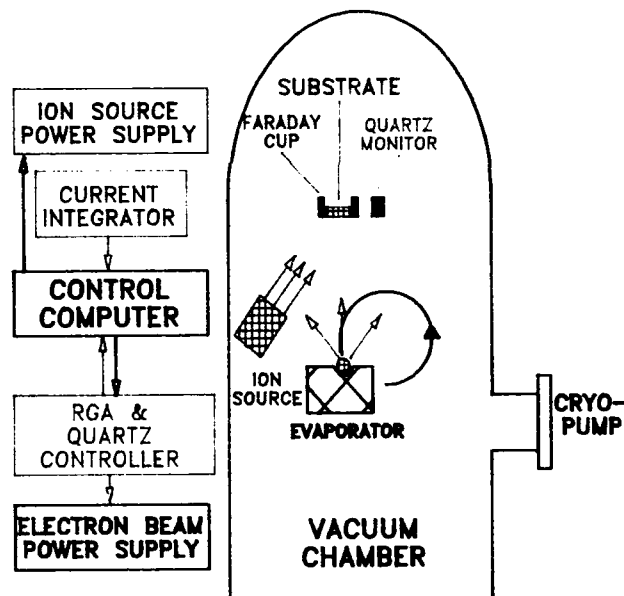 ION SOURCE
POWER SUPPLY
CURRENT
INTEGRATOR
CONTROL
COMPUTER
RGA &
QUARTZ
CONTROLLER
ELECTRON BEAM
POWER SUPPLY
SUBSTRATE
FARADAY
CUP
QUARTZ
MONITOR
ION
SOURCE
EVAPORATOR
CRYO-
PUMP
VACUUM
CHAMBER